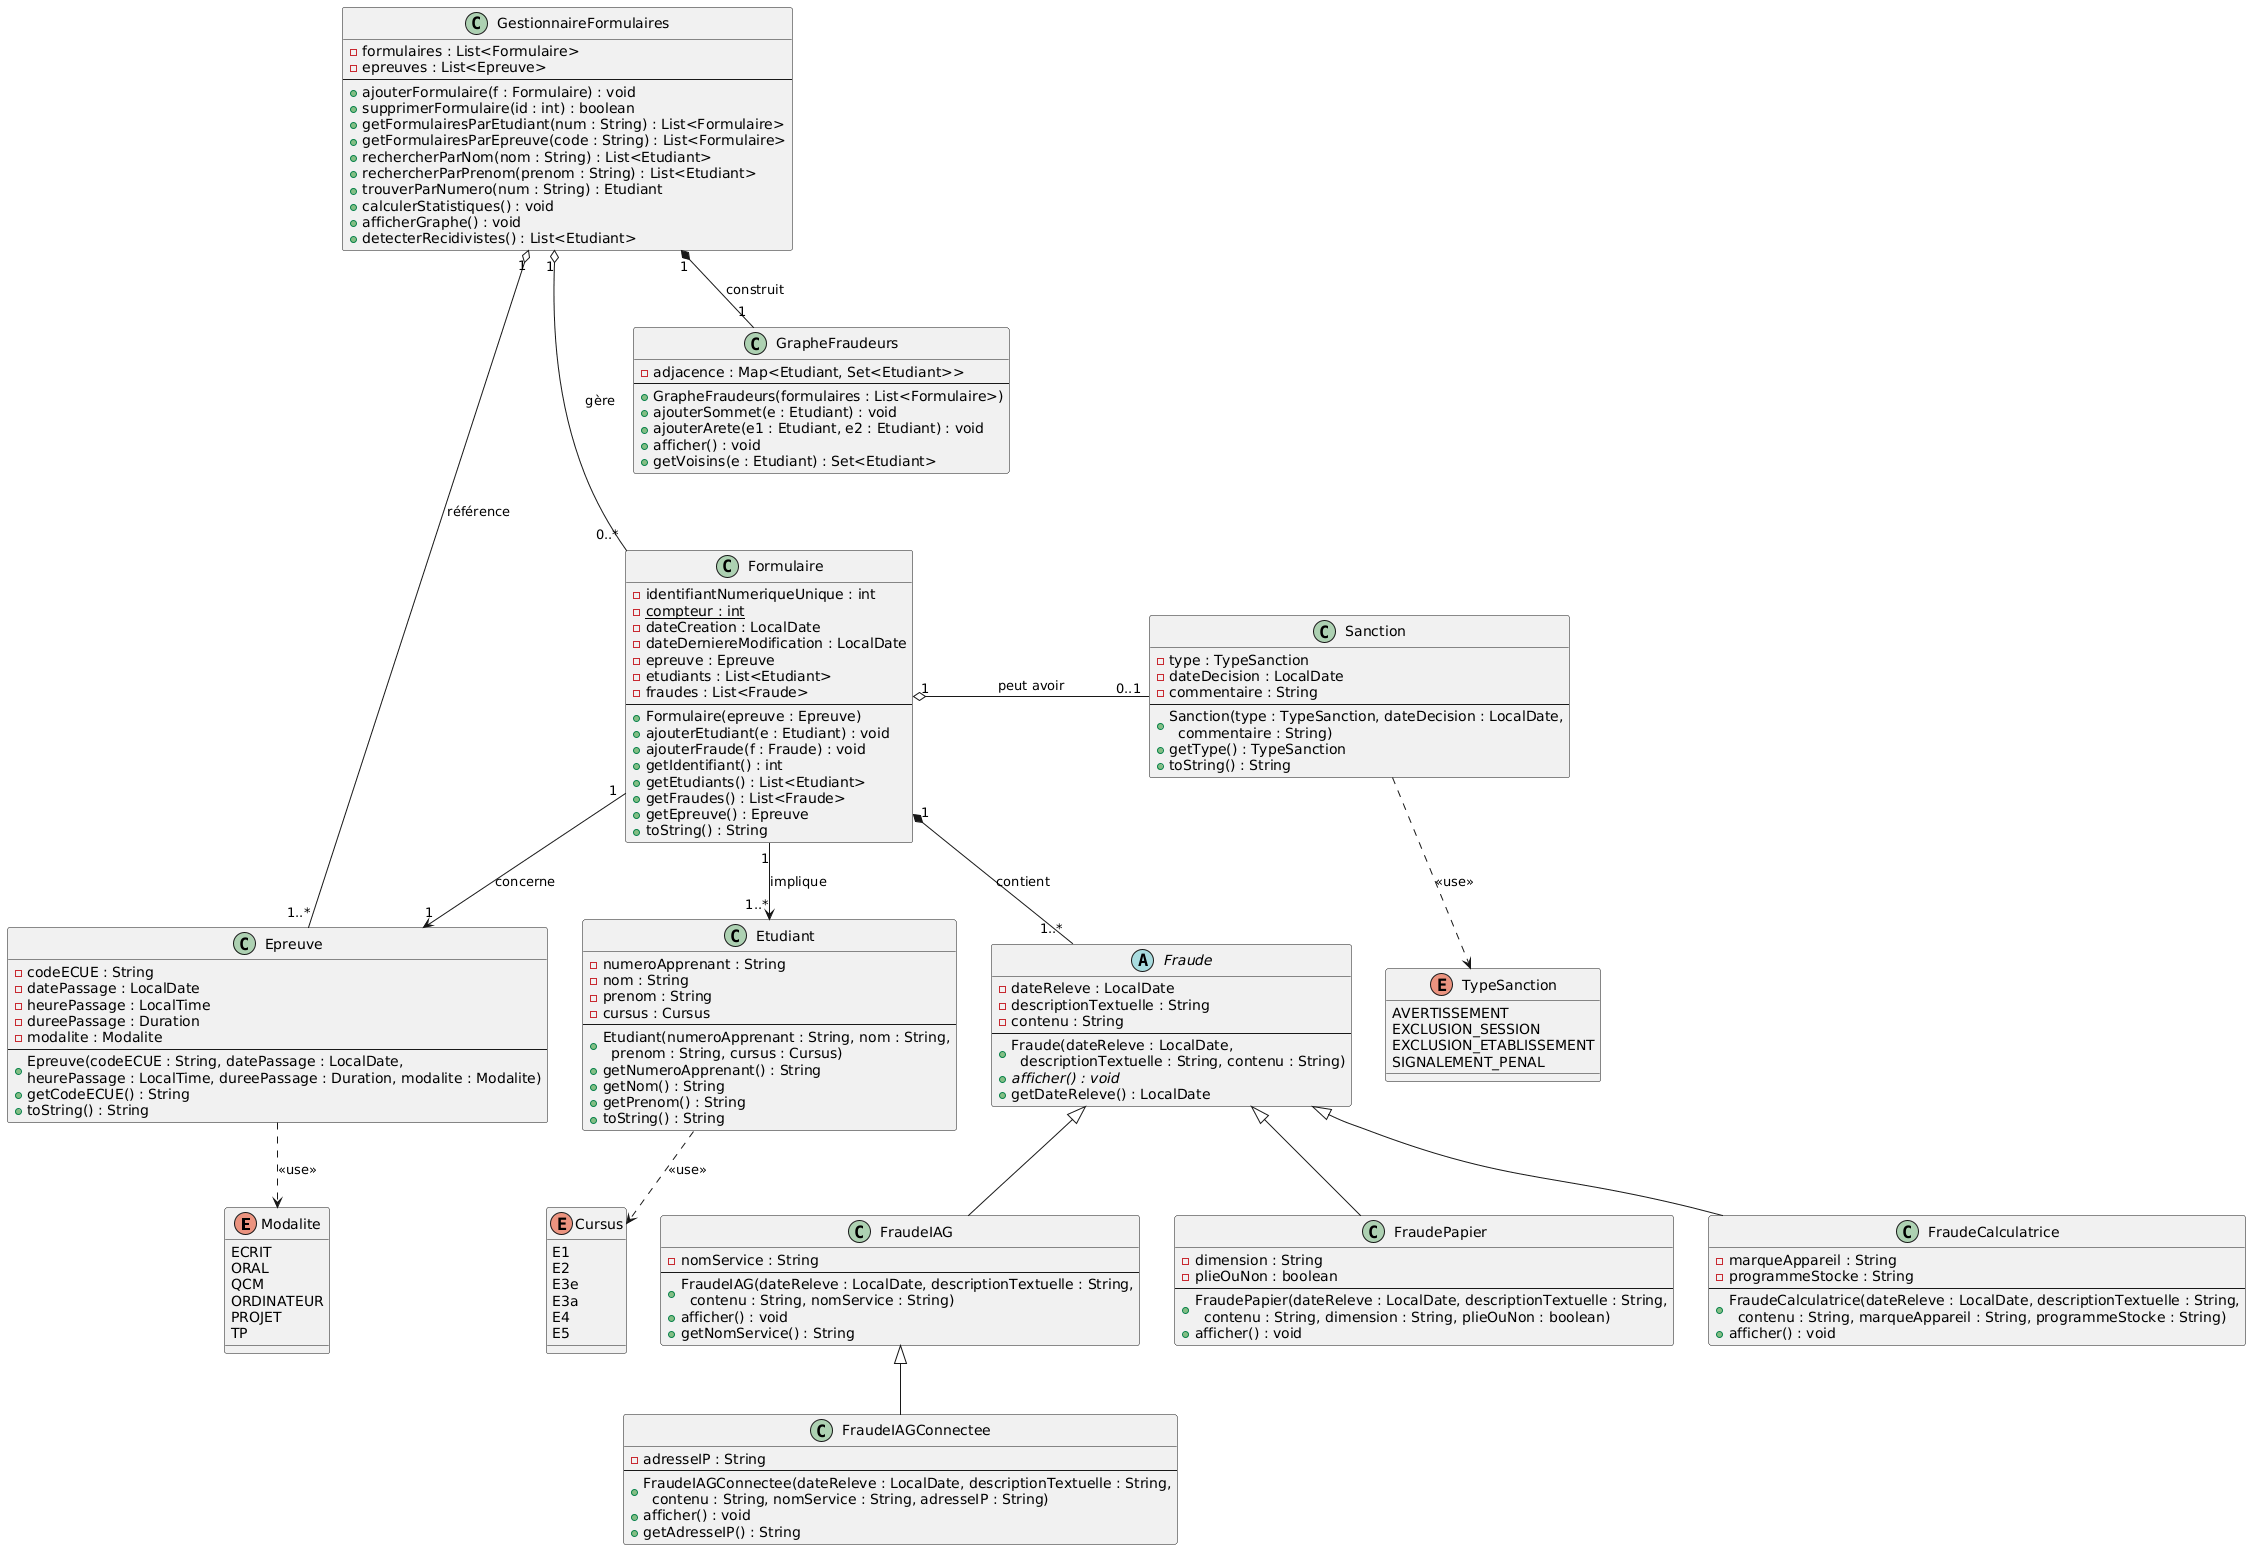 C GestionnaireFormulaires
formulaires : List<Formulaire>
epreuves : List<Epreuve>
ajouterFormulaire(f : Formulaire) : void
supprimerFormulaire(id : int) : boolean
getFormulairesParEtudiant(num : String) : List<Formulaire>
getFormulairesParEpreuve(code : String) : List<Formulaire>
rechercherParNom(nom : String) : List<Etudiant>
rechercherParPrenom(prenom : String) : List<Etudiant>
trouverParNumero(num : String) : Etudiant
calculerStatistiques() : void
afficherGraphe() : void
detecterRecidivistes() : List<Etudiant>
1
1
1
construit
1
C GrapheFraudeurs
adjacence : Map<Etudiant, Set<Etudiant>>
GrapheFraudeurs(formulaires : List<Formulaire>)
ajouterSommet(e : Etudiant) : void
ajouterArete(e1 : Etudiant, e2 : Etudiant) : void
afficher() : void
getVoisins(e : Etudiant) : Set<Etudiant>
gère
référence
0..*
C Formulaire
identifiantNumeriqueUnique : int
compteur : int
dateCreation : LocalDate
dateDerniereModification : LocalDate
epreuve : Epreuve
etudiants : List<Etudiant>
fraudes : List<Fraude>
Formulaire(epreuve : Epreuve)
ajouterEtudiant(e : Etudiant) : void
ajouterFraude(f : Fraude) : void
getIdentifiant() : int
getEtudiants() : List<Etudiant>
getFraudes() : List<Fraude>
getEpreuve() : Epreuve
toString() : String
1
peut avoir
0..1
C Sanction
type : TypeSanction
dateDecision : LocalDate
commentaire : String
Sanction(type : TypeSanction, dateDecision : LocalDate,
commentaire : String)
getType() : TypeSanction
toString() : String
1
1
1
concerne
implique
contient
«use»
1..*
1
1..*
1..*
C Epreuve
codeECUE : String
datePassage : LocalDate
heurePassage : LocalTime
dureePassage : Duration
modalite : Modalite
Epreuve(codeECUE : String, datePassage : LocalDate,
heurePassage : LocalTime, dureePassage : Duration, modalite : Modalite)
getCodeECUE() : String
toString() : String
C Etudiant
numeroApprenant : String
nom : String
prenom : String
cursus : Cursus
Etudiant(numeroApprenant : String, nom : String,
prenom : String, cursus : Cursus)
getNumeroApprenant() : String
getNom() : String
getPrenom() : String
toString() : String
A Fraude
dateReleve : LocalDate
descriptionTextuelle : String
contenu : String
Fraude(dateReleve : LocalDate,
descriptionTextuelle : String, contenu : String)
afficher() : void
getDateReleve() : LocalDate
E TypeSanction
AVERTISSEMENT
EXCLUSION_SESSION
EXCLUSION_ETABLISSEMENT
SIGNALEMENT_PENAL
«use»
«use»
E Modalite
ECRIT
ORAL
QCM
ORDINATEUR
PROJET
TP
E Cursus
E1
E2
E3e
E3a
E4
E5
C FraudeIAG
nomService : String
FraudeIAG(dateReleve : LocalDate, descriptionTextuelle : String,
contenu : String, nomService : String)
afficher() : void
getNomService() : String
C FraudePapier
dimension : String
plieOuNon : boolean
FraudePapier(dateReleve : LocalDate, descriptionTextuelle : String,
contenu : String, dimension : String, plieOuNon : boolean)
afficher() : void
C FraudeCalculatrice
marqueAppareil : String
programmeStocke : String
FraudeCalculatrice(dateReleve : LocalDate, descriptionTextuelle : String,
contenu : String, marqueAppareil : String, programmeStocke : String)
afficher() : void
C FraudeIAGConnectee
adresseIP : String
FraudeIAGConnectee(dateReleve : LocalDate, descriptionTextuelle : String,
contenu : String, nomService : String, adresseIP : String)
afficher() : void
getAdresseIP() : String